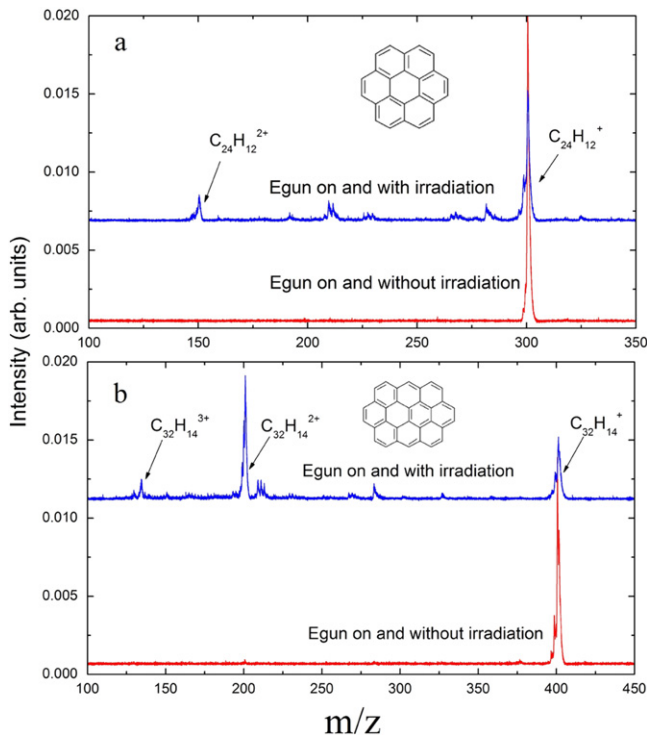 0.020
a
0.015
C24H12 2+
C24H12 +
0.010
Egun on and with irradiation
0.005
Egun on and without irradiation
0.000
100 150 200 250 300 350
Intensity (arb. units)
0.020
b
0.015
C32H14 3+
C32H14 2+
C32H14 +
Egun on and with irradiation
0.010
0.005
Egun on and without irradiation
0.000
100 150 200 250 300 350 400 450
m/z